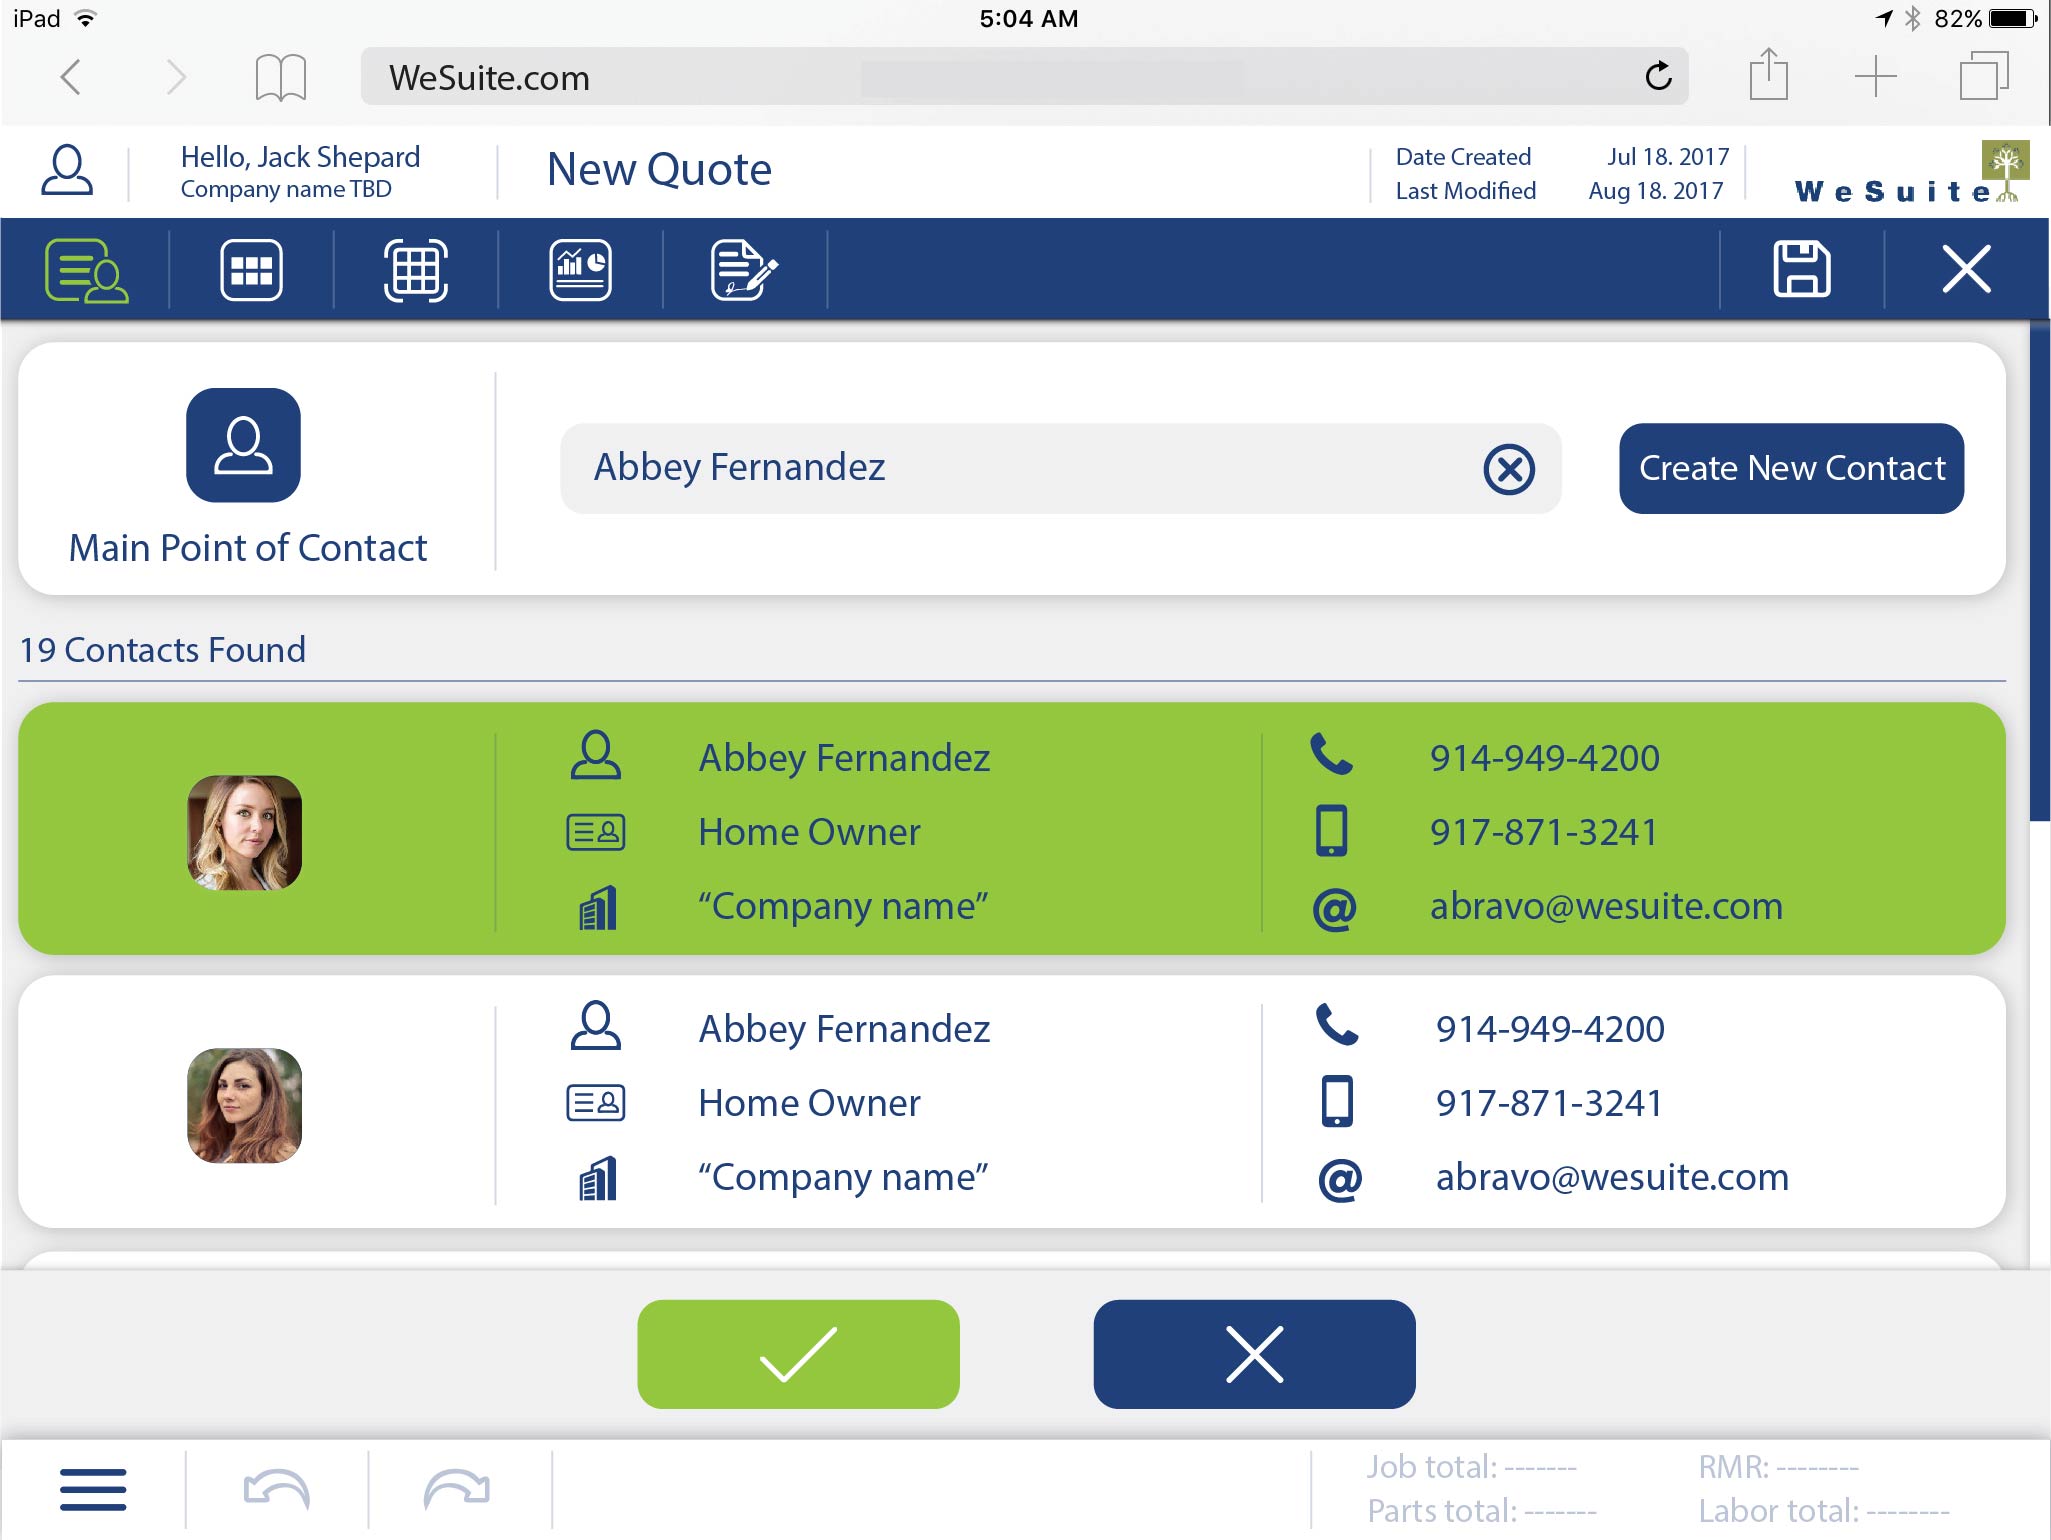 iPad 5:04 AM 82%
WeSuite.com
Hello, Jack Shepard
Company name TBD
New Quote
Date Created Jul 18. 2017
Last Modified Aug 18. 2017
WeSuite
Abbey Fernandez
Create New Contact
Main Point of Contact
19 Contacts Found
Abbey Fernandez 914-949-4200
Home Owner 917-871-3241
“Company name” @ abravo@wesuite.com
Abbey Fernandez 914-949-4200
Home Owner 917-871-3241
“Company name” @ abravo@wesuite.com
Job total: ------- RMR: --------
Parts total: ------- Labor total: --------